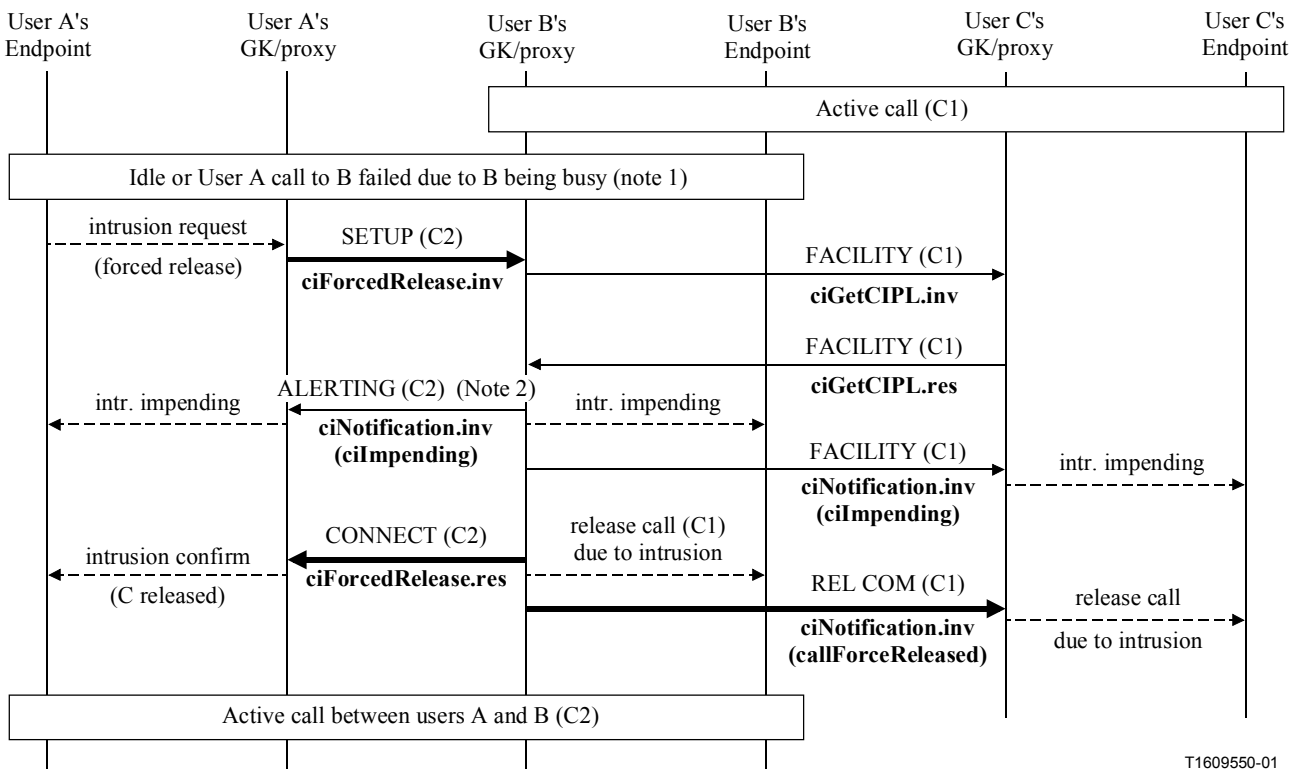 User A's
Endpoint
User A's
GK/proxy
User B's
GK/proxy
User B's
Endpoint
User C's
GK/proxy
User C's
Endpoint
Active call (C1)
Idle or User A call to B failed due to B being busy (note 1)
intrusion request
(forced release)
SETUP (C2)
ciForcedRelease.inv
FACILITY (C1)
ciGetCIPL.inv
FACILITY (C1)
ciGetCIPL.res
intr. impending
ALERTING (C2) (Note 2)
ciNotification.inv
(ciImpending)
intr. impending
FACILITY (C1)
ciNotification.inv
(ciImpending)
intr. impending
intrusion confirm
(C released)
CONNECT (C2)
ciForcedRelease.res
release call (C1)
due to intrusion
REL COM (C1)
ciNotification.inv
(callForceReleased)
release call
due to intrusion
Active call between users A and B (C2)
T1609550-01